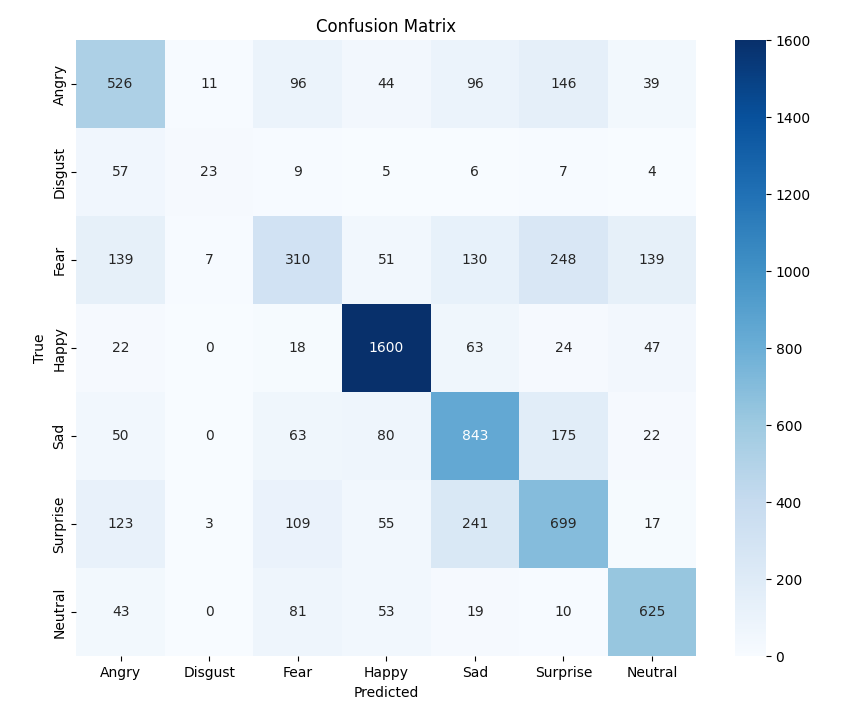 Confusion Matrix
True
Angry 526 11 96 44 96 146 39
Disgust 57 23 9 5 6 7 4
Fear 139 7 310 51 130 248 139
Happy 22 0 18 1600 63 24 47
Sad 50 0 63 80 843 175 22
Surprise 123 3 109 55 241 699 17
Neutral 43 0 81 53 19 10 625
Angry Disgust Fear Happy Sad Surprise Neutral
Predicted
1600
1400
1200
1000
800
600
400
200
0